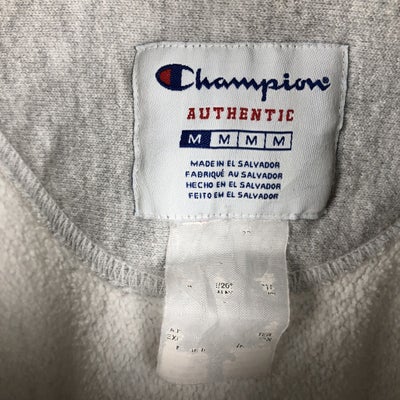 Champion
AUTHENTIC
M M M M
MADE IN EL SALVADOR
FABRIQUÉ AU SALVADOR
HECHO EN EL SALVADOR
FEITO EM EL SALVADOR